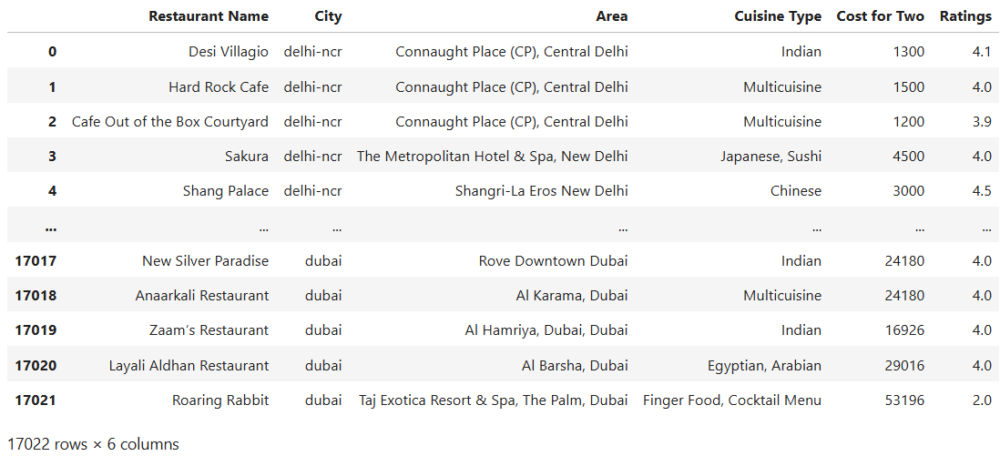 Restaurant Name City Area Cuisine Type Cost for Two Ratings
0 Desi Villagio delhi-ncr Connaught Place (CP), Central Delhi Indian 1300 4.1
1 Hard Rock Cafe delhi-ncr Connaught Place (CP), Central Delhi Multicuisine 1500 4.0
2 Cafe Out of the Box Courtyard delhi-ncr Connaught Place (CP), Central Delhi Multicuisine 1200 3.9
3 Sakura delhi-ncr The Metropolitan Hotel & Spa, New Delhi Japanese, Sushi 4500 4.0
4 Shang Palace delhi-ncr Shangri-La Eros New Delhi Chinese 3000 4.5
... ... ... ... ... ... ...
17017 New Silver Paradise dubai Rove Downtown Dubai Indian 24180 4.0
17018 Anaarkali Restaurant dubai Al Karama, Dubai Multicuisine 24180 4.0
17019 Zaam’s Restaurant dubai Al Hamriya, Dubai, Dubai Indian 16926 4.0
17020 Layali Aldhan Restaurant dubai Al Barsha, Dubai Egyptian, Arabian 29016 4.0
17021 Roaring Rabbit dubai Taj Exotica Resort & Spa, The Palm, Dubai Finger Food, Cocktail Menu 53196 2.0
17022 rows × 6 columns